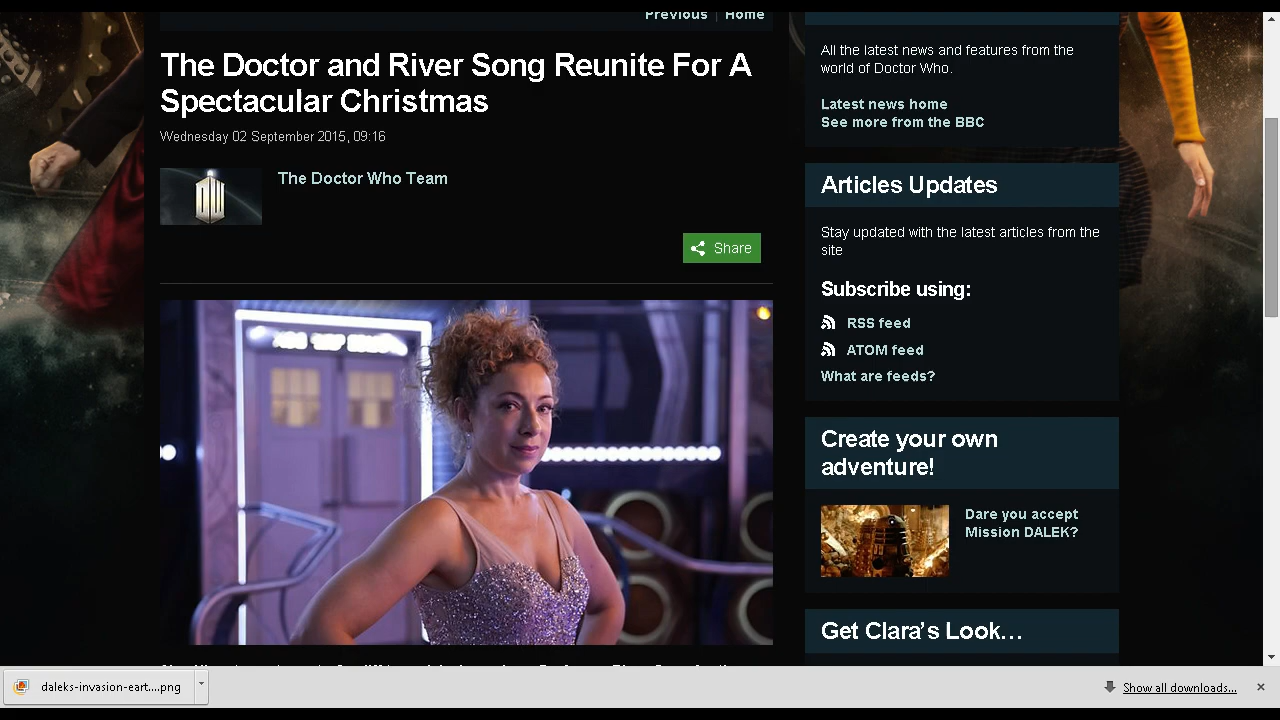 Previous | Home
The Doctor and River Song Reunite For A
Spectacular Christmas
Wednesday 02 September 2015, 09:16
DW
The Doctor Who Team
Share
All the latest news and features from the
world of Doctor Who.
Latest news home
See more from the BBC
Articles Updates
Stay updated with the latest articles from the
site
Subscribe using:
RSS feed
ATOM feed
What are feeds?
Create your own
adventure!
Dare you accept
Mission DALEK?
Get Clara's Look...
daleks-invasion-eart....png
Show all downloads...